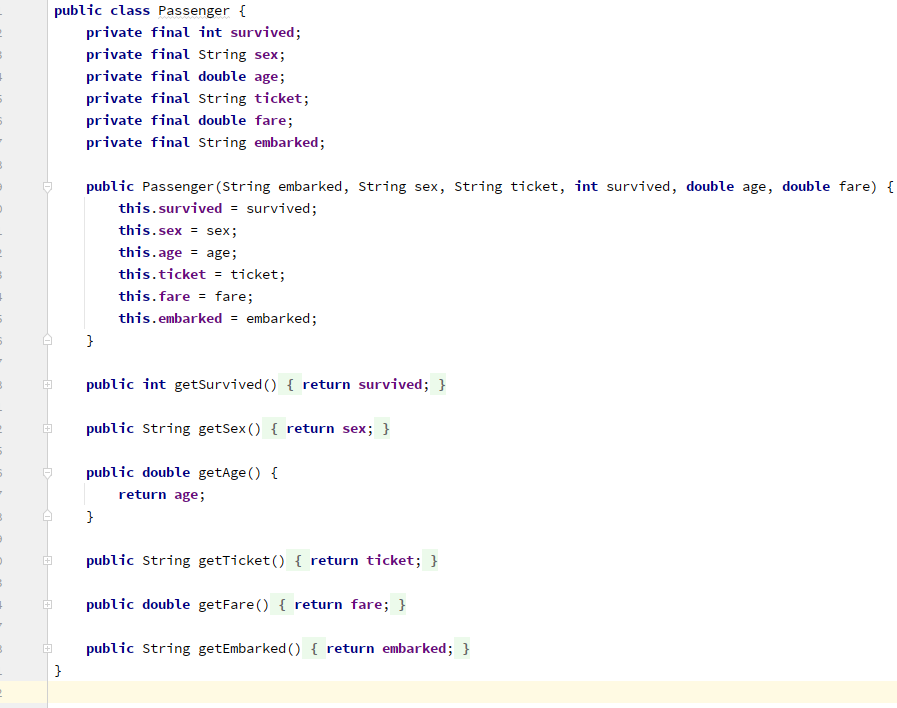 public class Passenger {
    private final int survived;
    private final String sex;
    private final double age;
    private final String ticket;
    private final double fare;
    private final String embarked;

    public Passenger(String embarked, String sex, String ticket, int survived, double age, double fare) {
        this.survived = survived;
        this.sex = sex;
        this.age = age;
        this.ticket = ticket;
        this.fare = fare;
        this.embarked = embarked;
    }

    public int getSurvived() { return survived; }

    public String getSex() { return sex; }

    public double getAge() {
        return age;
    }

    public String getTicket() { return ticket; }

    public double getFare() { return fare; }

    public String getEmbarked() { return embarked; }
}